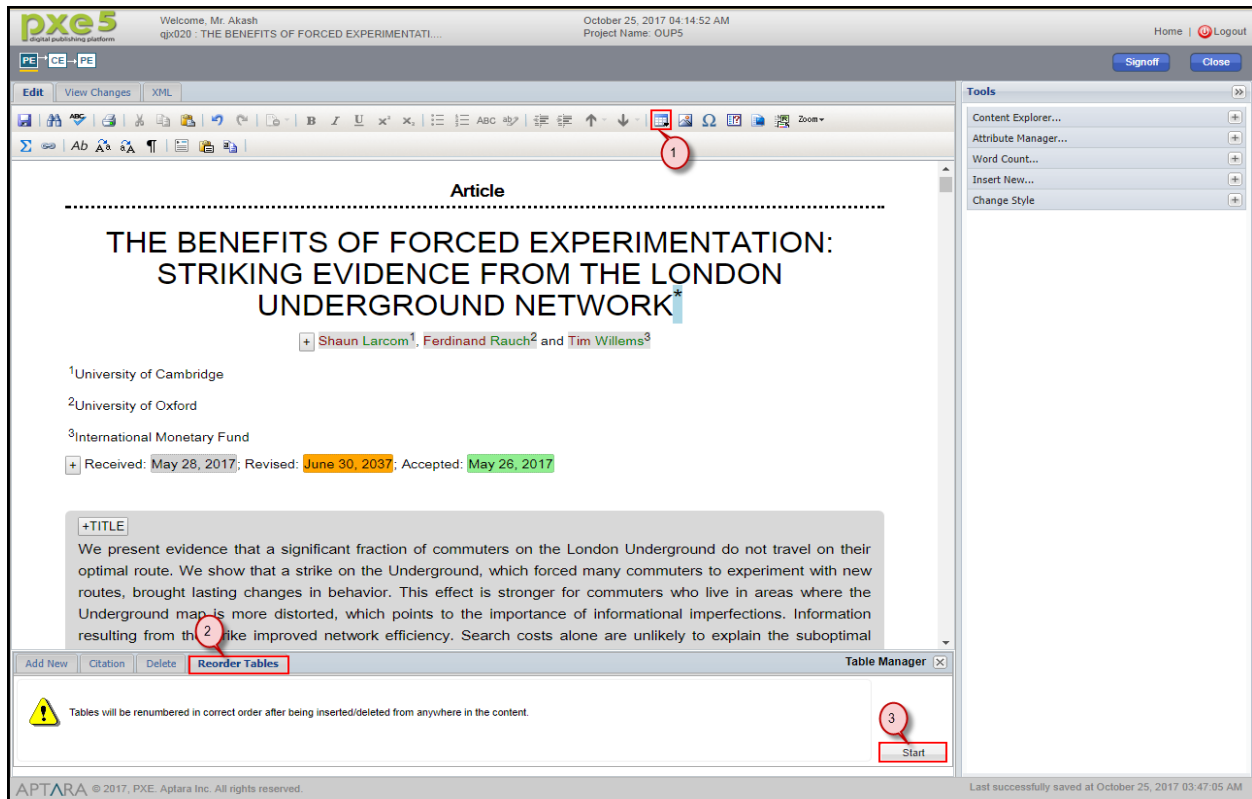 pxe5
digital publishing platform
Welcome, Mr. Akash
qjx020 : THE BENEFITS OF FORCED EXPERIMENTATI....
October 25, 2017 04:14:52 AM
Project Name: OUP5
Home | Logout
PE → CE → PE
Signoff Close
Edit View Changes XML
Tools
ABC B I U x² x₂ ABC ab Ω Zoom
Σ Ab Aa aA ¶
1
Content Explorer...
Attribute Manager...
Word Count...
Insert New...
Change Style
Article
THE BENEFITS OF FORCED EXPERIMENTATION:
STRIKING EVIDENCE FROM THE LONDON
UNDERGROUND NETWORK*
+ Shaun Larcom1, Ferdinand Rauch2 and Tim Willems3
1University of Cambridge
2University of Oxford
3International Monetary Fund
+ Received: May 28, 2017; Revised: June 30, 2037; Accepted: May 26, 2017
+TITLE
We present evidence that a significant fraction of commuters on the London Underground do not travel on their
optimal route. We show that a strike on the Underground, which forced many commuters to experiment with new
routes, brought lasting changes in behavior. This effect is stronger for commuters who live in areas where the
Underground map is more distorted, which points to the importance of informational imperfections. Information
resulting from the strike improved network efficiency. Search costs alone are unlikely to explain the suboptimal
2
Add New Citation Delete Reorder Tables Table Manager
Tables will be renumbered in correct order after being inserted/deleted from anywhere in the content.
3
Start
APTARA © 2017, PXE. Aptara Inc. All rights reserved.
Last successfully saved at October 25, 2017 03:47:05 AM